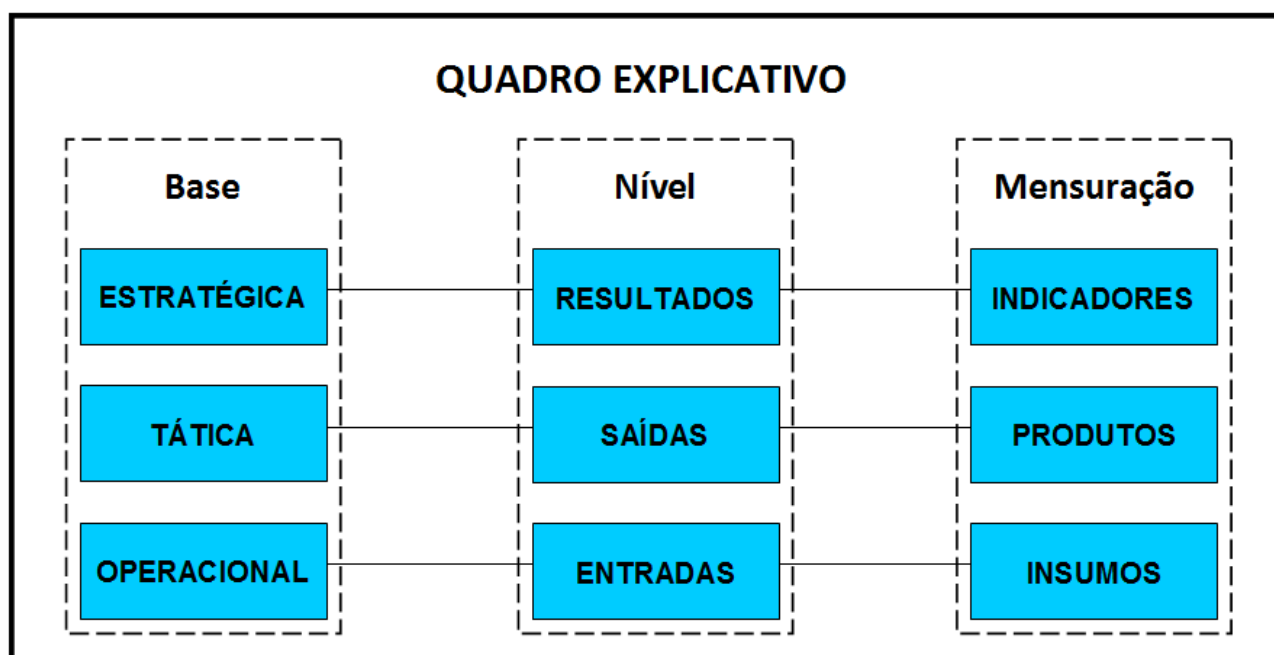 QUADRO EXPLICATIVO
Base
Nível
Mensuração
ESTRATÉGICA
RESULTADOS
INDICADORES
TÁTICA
SAÍDAS
PRODUTOS
OPERACIONAL
ENTRADAS
INSUMOS